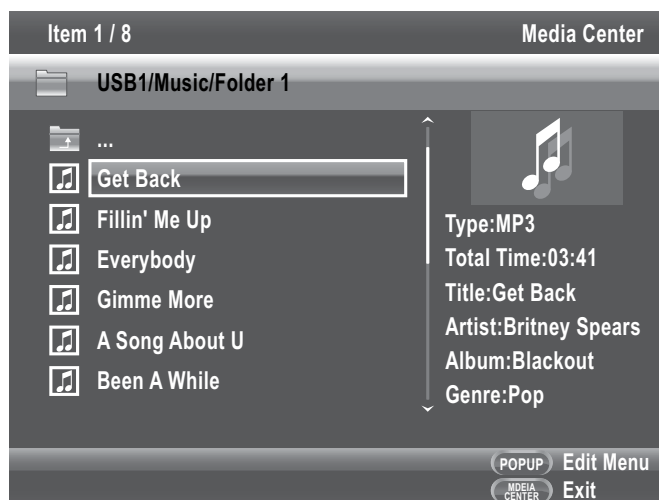 Item 1 / 8
Media Center
USB1/Music/Folder 1
...
Get Back
Fillin' Me Up
Everybody
Gimme More
A Song About U
Been A While
Type:MP3
Total Time:03:41
Title:Get Back
Artist:Britney Spears
Album:Blackout
Genre:Pop
POPUP Edit Menu
MDEIA CENTER Exit